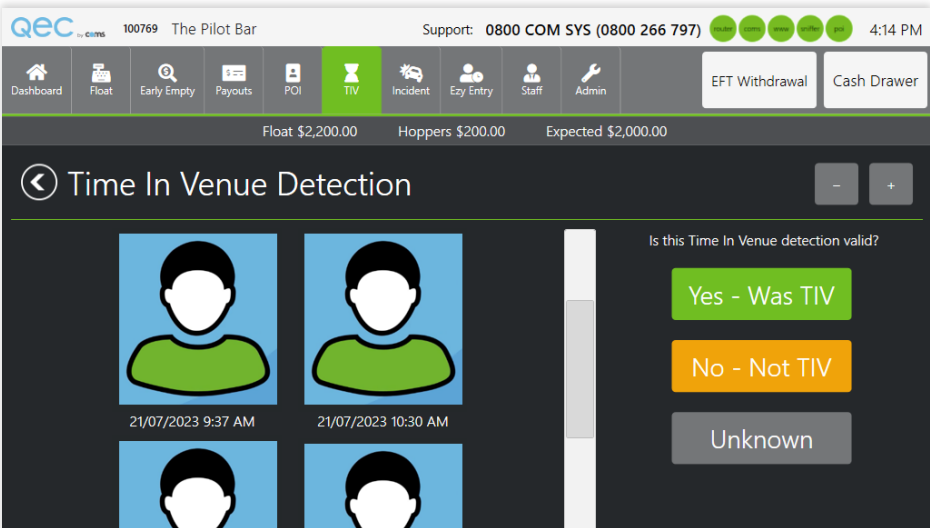 QEC by coms 100769 The Pilot Bar Support: 0800 COM SYS (0800 266 797) router coms www sniffer poi 4:14 PM
Dashboard Float Early Empty Payouts POI TIV Incident Ezy Entry Staff Admin EFT Withdrawal Cash Drawer
Float $2,200.00 Hoppers $200.00 Expected $2,000.00
Time In Venue Detection - +
Is this Time In Venue detection valid?
Yes - Was TIV
No - Not TIV
Unknown
21/07/2023 9:37 AM 21/07/2023 10:30 AM